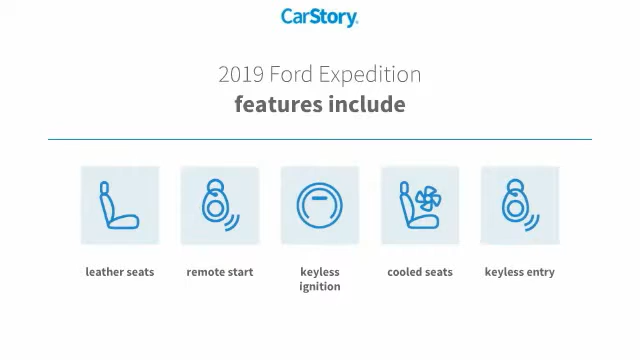 CarStory.
2019 Ford Expedition
features include
leather seats
remote start
keyless
ignition
cooled seats
keyless entry